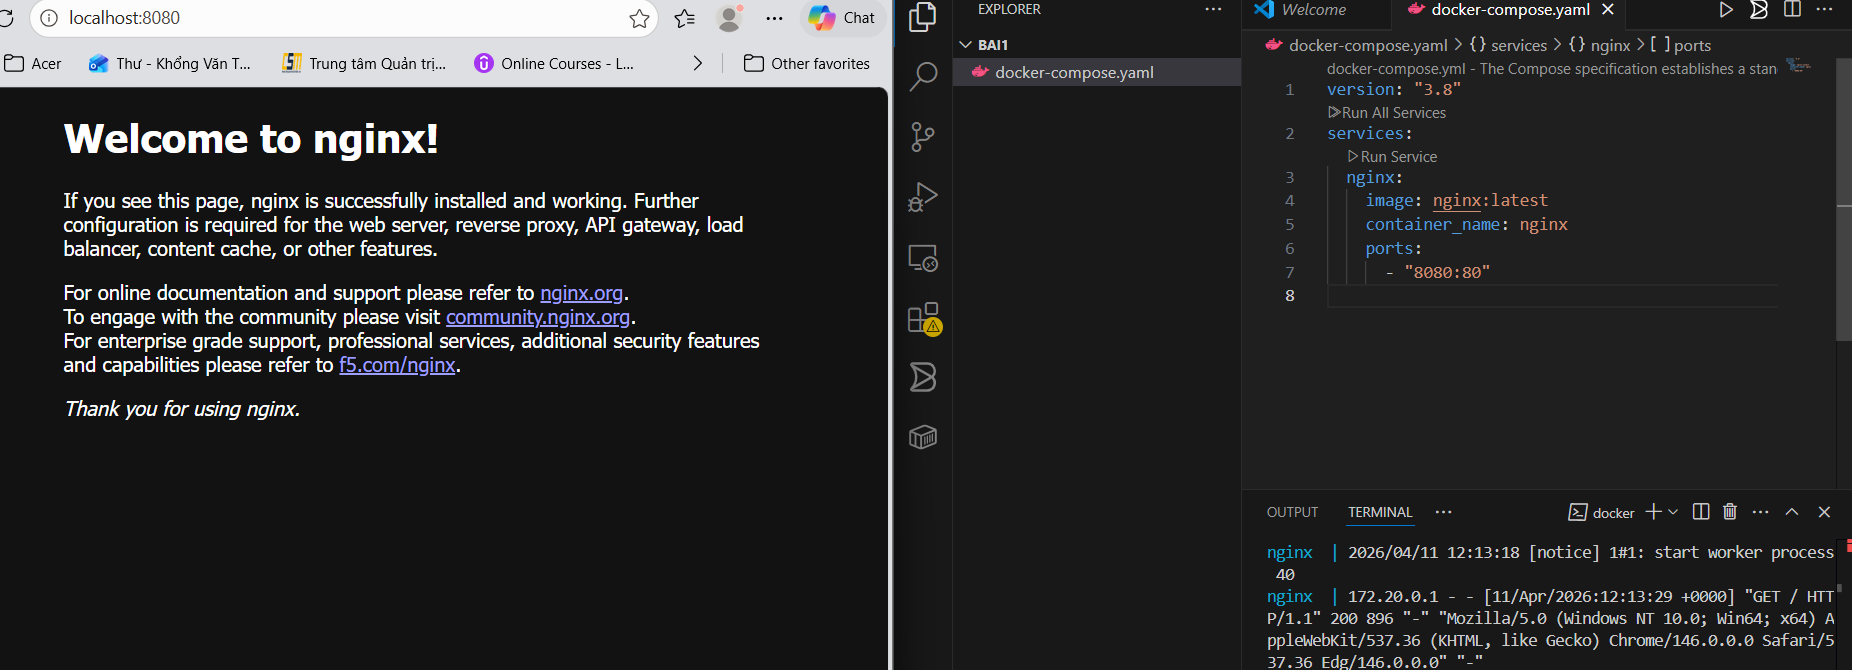 localhost:8080
Chat
Acer
Thư - Khổng Văn T...
Trung tâm Quản trị...
Online Courses - L...
Other favorites
Welcome to nginx!
If you see this page, nginx is successfully installed and working. Further
configuration is required for the web server, reverse proxy, API gateway, load
balancer, content cache, or other features.
For online documentation and support please refer to nginx.org.
To engage with the community please visit community.nginx.org.
For enterprise grade support, professional services, additional security features
and capabilities please refer to f5.com/nginx.
Thank you for using nginx.
EXPLORER
BAI1
docker-compose.yaml
Welcome
docker-compose.yaml
docker-compose.yaml > {} services > {} nginx > [ ] ports
docker-compose.yml - The Compose specification establishes a stan
1 version: "3.8"
Run All Services
2 services:
Run Service
3 nginx:
4 image: nginx:latest
5 container_name: nginx
6 ports:
7 - "8080:80"
8
OUTPUT
TERMINAL
docker
nginx | 2026/04/11 12:13:18 [notice] 1#1: start worker process
40
nginx | 172.20.0.1 - - [11/Apr/2026:12:13:29 +0000] "GET / HTT
P/1.1" 200 896 "-" "Mozilla/5.0 (Windows NT 10.0; Win64; x64) A
ppleWebKit/537.36 (KHTML, like Gecko) Chrome/146.0.0.0 Safari/5
37.36 Edg/146.0.0.0" "-"